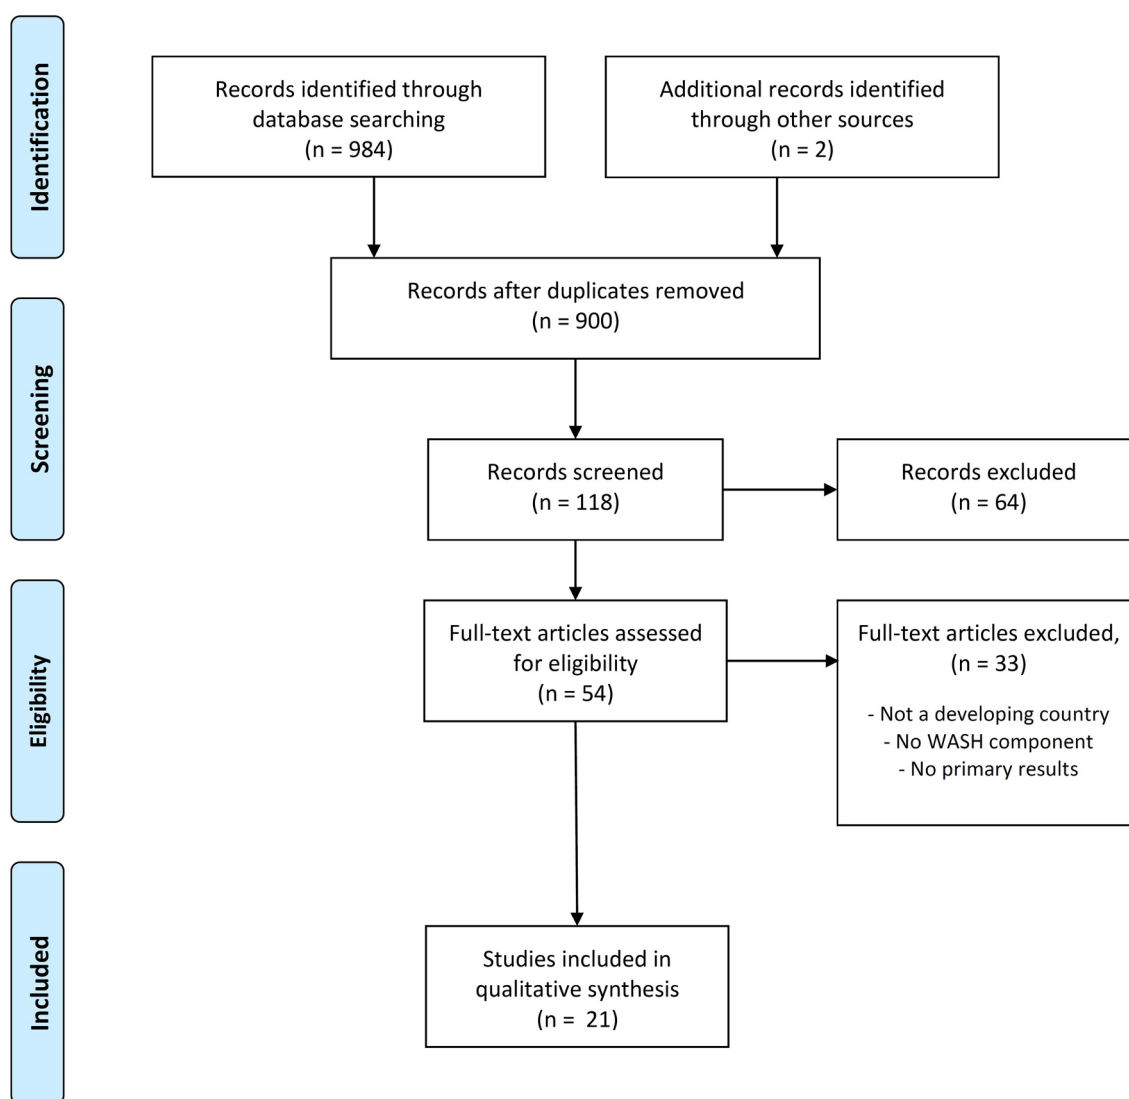 Identification
Records identified through
database searching
(n = 984)
Additional records identified
through other sources
(n = 2)
Records after duplicates removed
(n = 900)
Screening
Records screened
(n = 118)
Records excluded
(n = 64)
Eligibility
Full-text articles assessed
for eligibility
(n = 54)
Full-text articles excluded,
(n = 33)
- Not a developing country
- No WASH component
- No primary results
Included
Studies included in
qualitative synthesis
(n = 21)